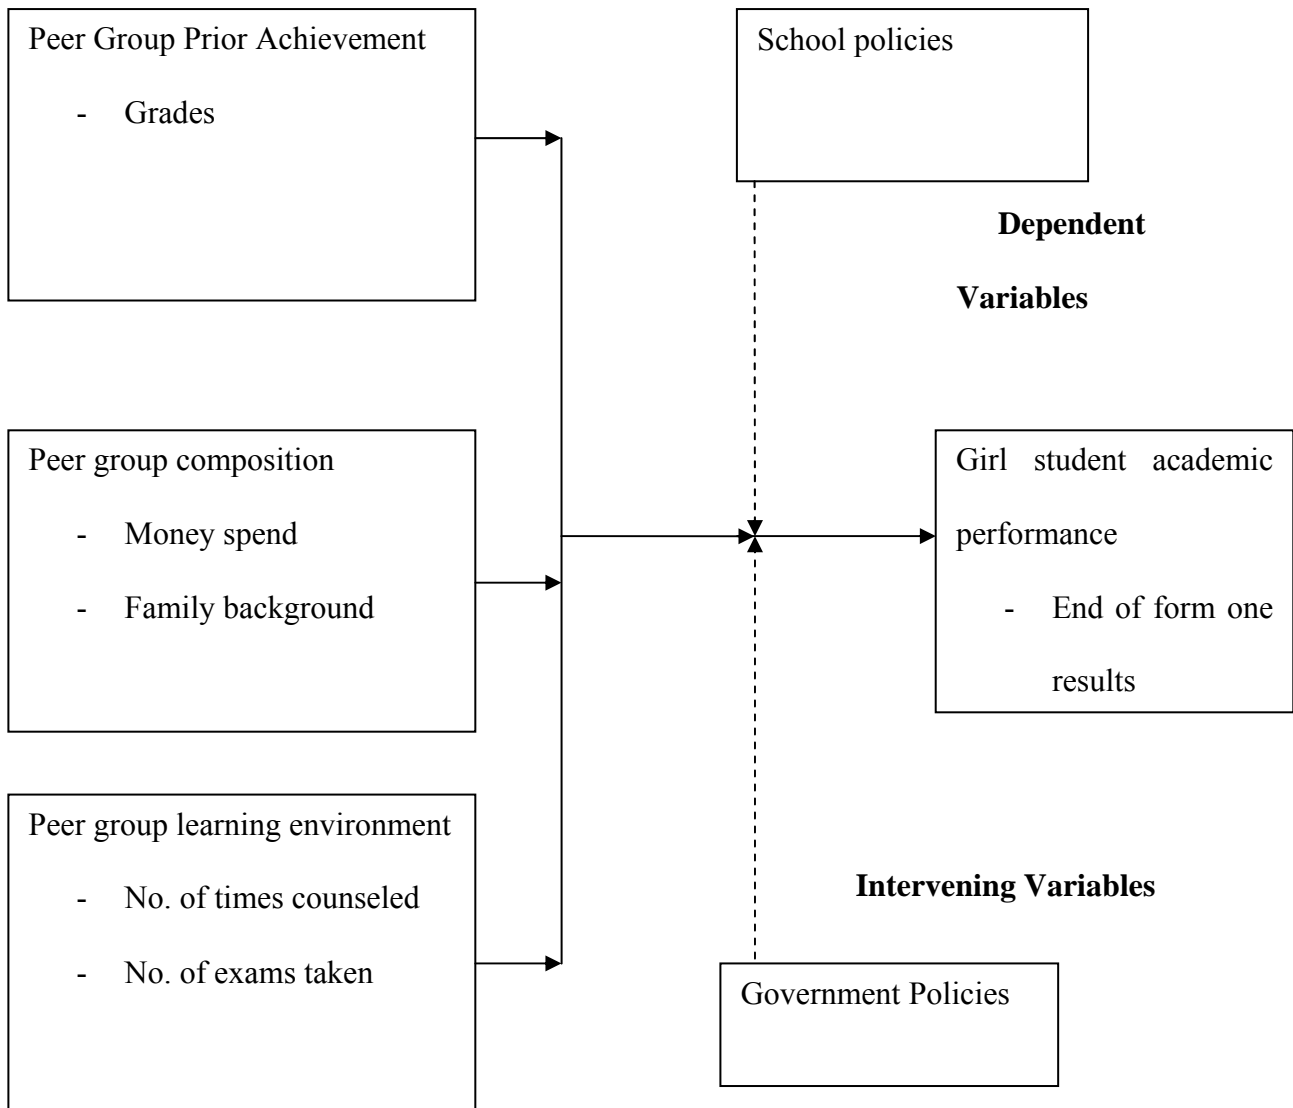 Peer Group Prior Achievement
- Grades
School policies
Dependent
Variables
Peer group composition
- Money spend
- Family background
Girl student academic
performance
- End of form one
results
Peer group learning environment
- No. of times counseled
- No. of exams taken
Intervening Variables
Government Policies